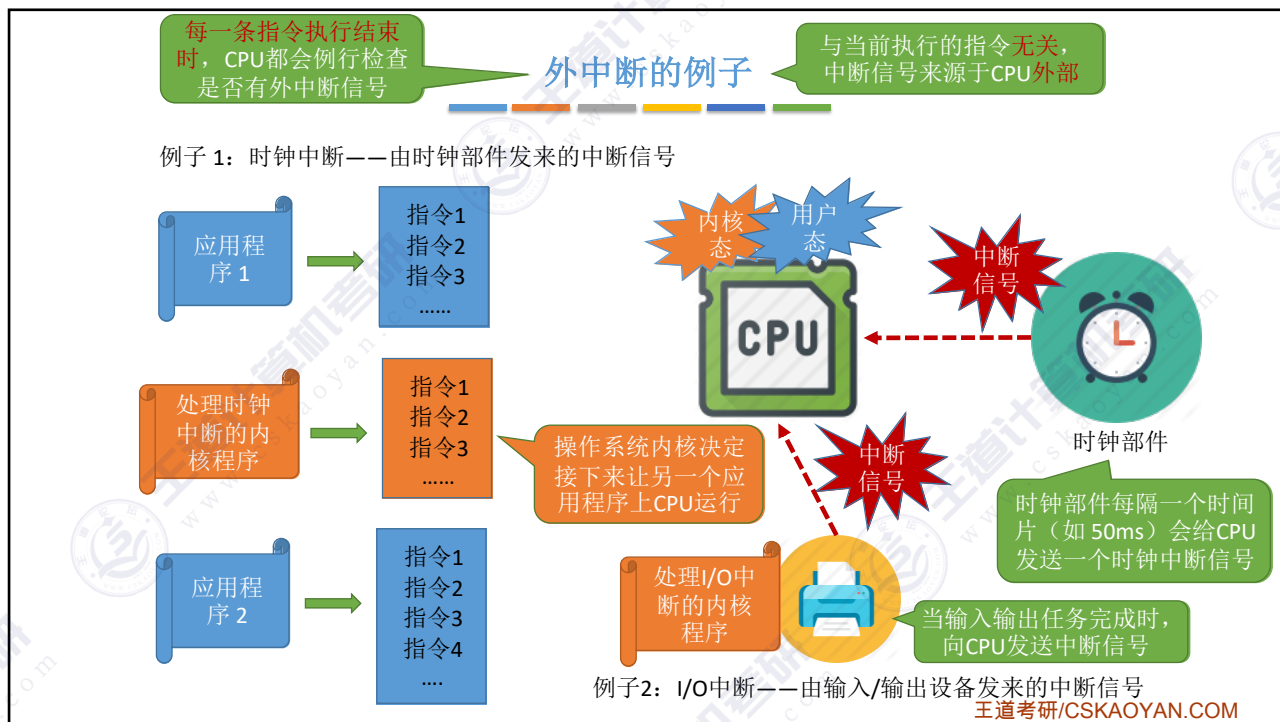 每一条指令执行结束
时，CPU都会例行检查
是否有外中断信号
外中断的例子
与当前执行的指令无关，
中断信号来源于CPU外部
例子 1：时钟中断——由时钟部件发来的中断信号
应用程
序 1
指令1
指令2
指令3
……
内核
态
用户
态
CPU
中断
信号
时钟部件
时钟部件每隔一个时间
片（如 50ms）会给CPU
发送一个时钟中断信号
处理时钟
中断的内
核程序
指令1
指令2
指令3
……
操作系统内核决定
接下来让另一个应
用程序上CPU运行
中断
信号
应用程
序 2
指令1
指令2
指令3
指令4
….
处理I/O中
断的内核
程序
当输入输出任务完成时，
向CPU发送中断信号
例子2：I/O中断——由输入/输出设备发来的中断信号
王道考研/CSKAOYAN.COM
王道计算机考研
www.cskaoyan.com